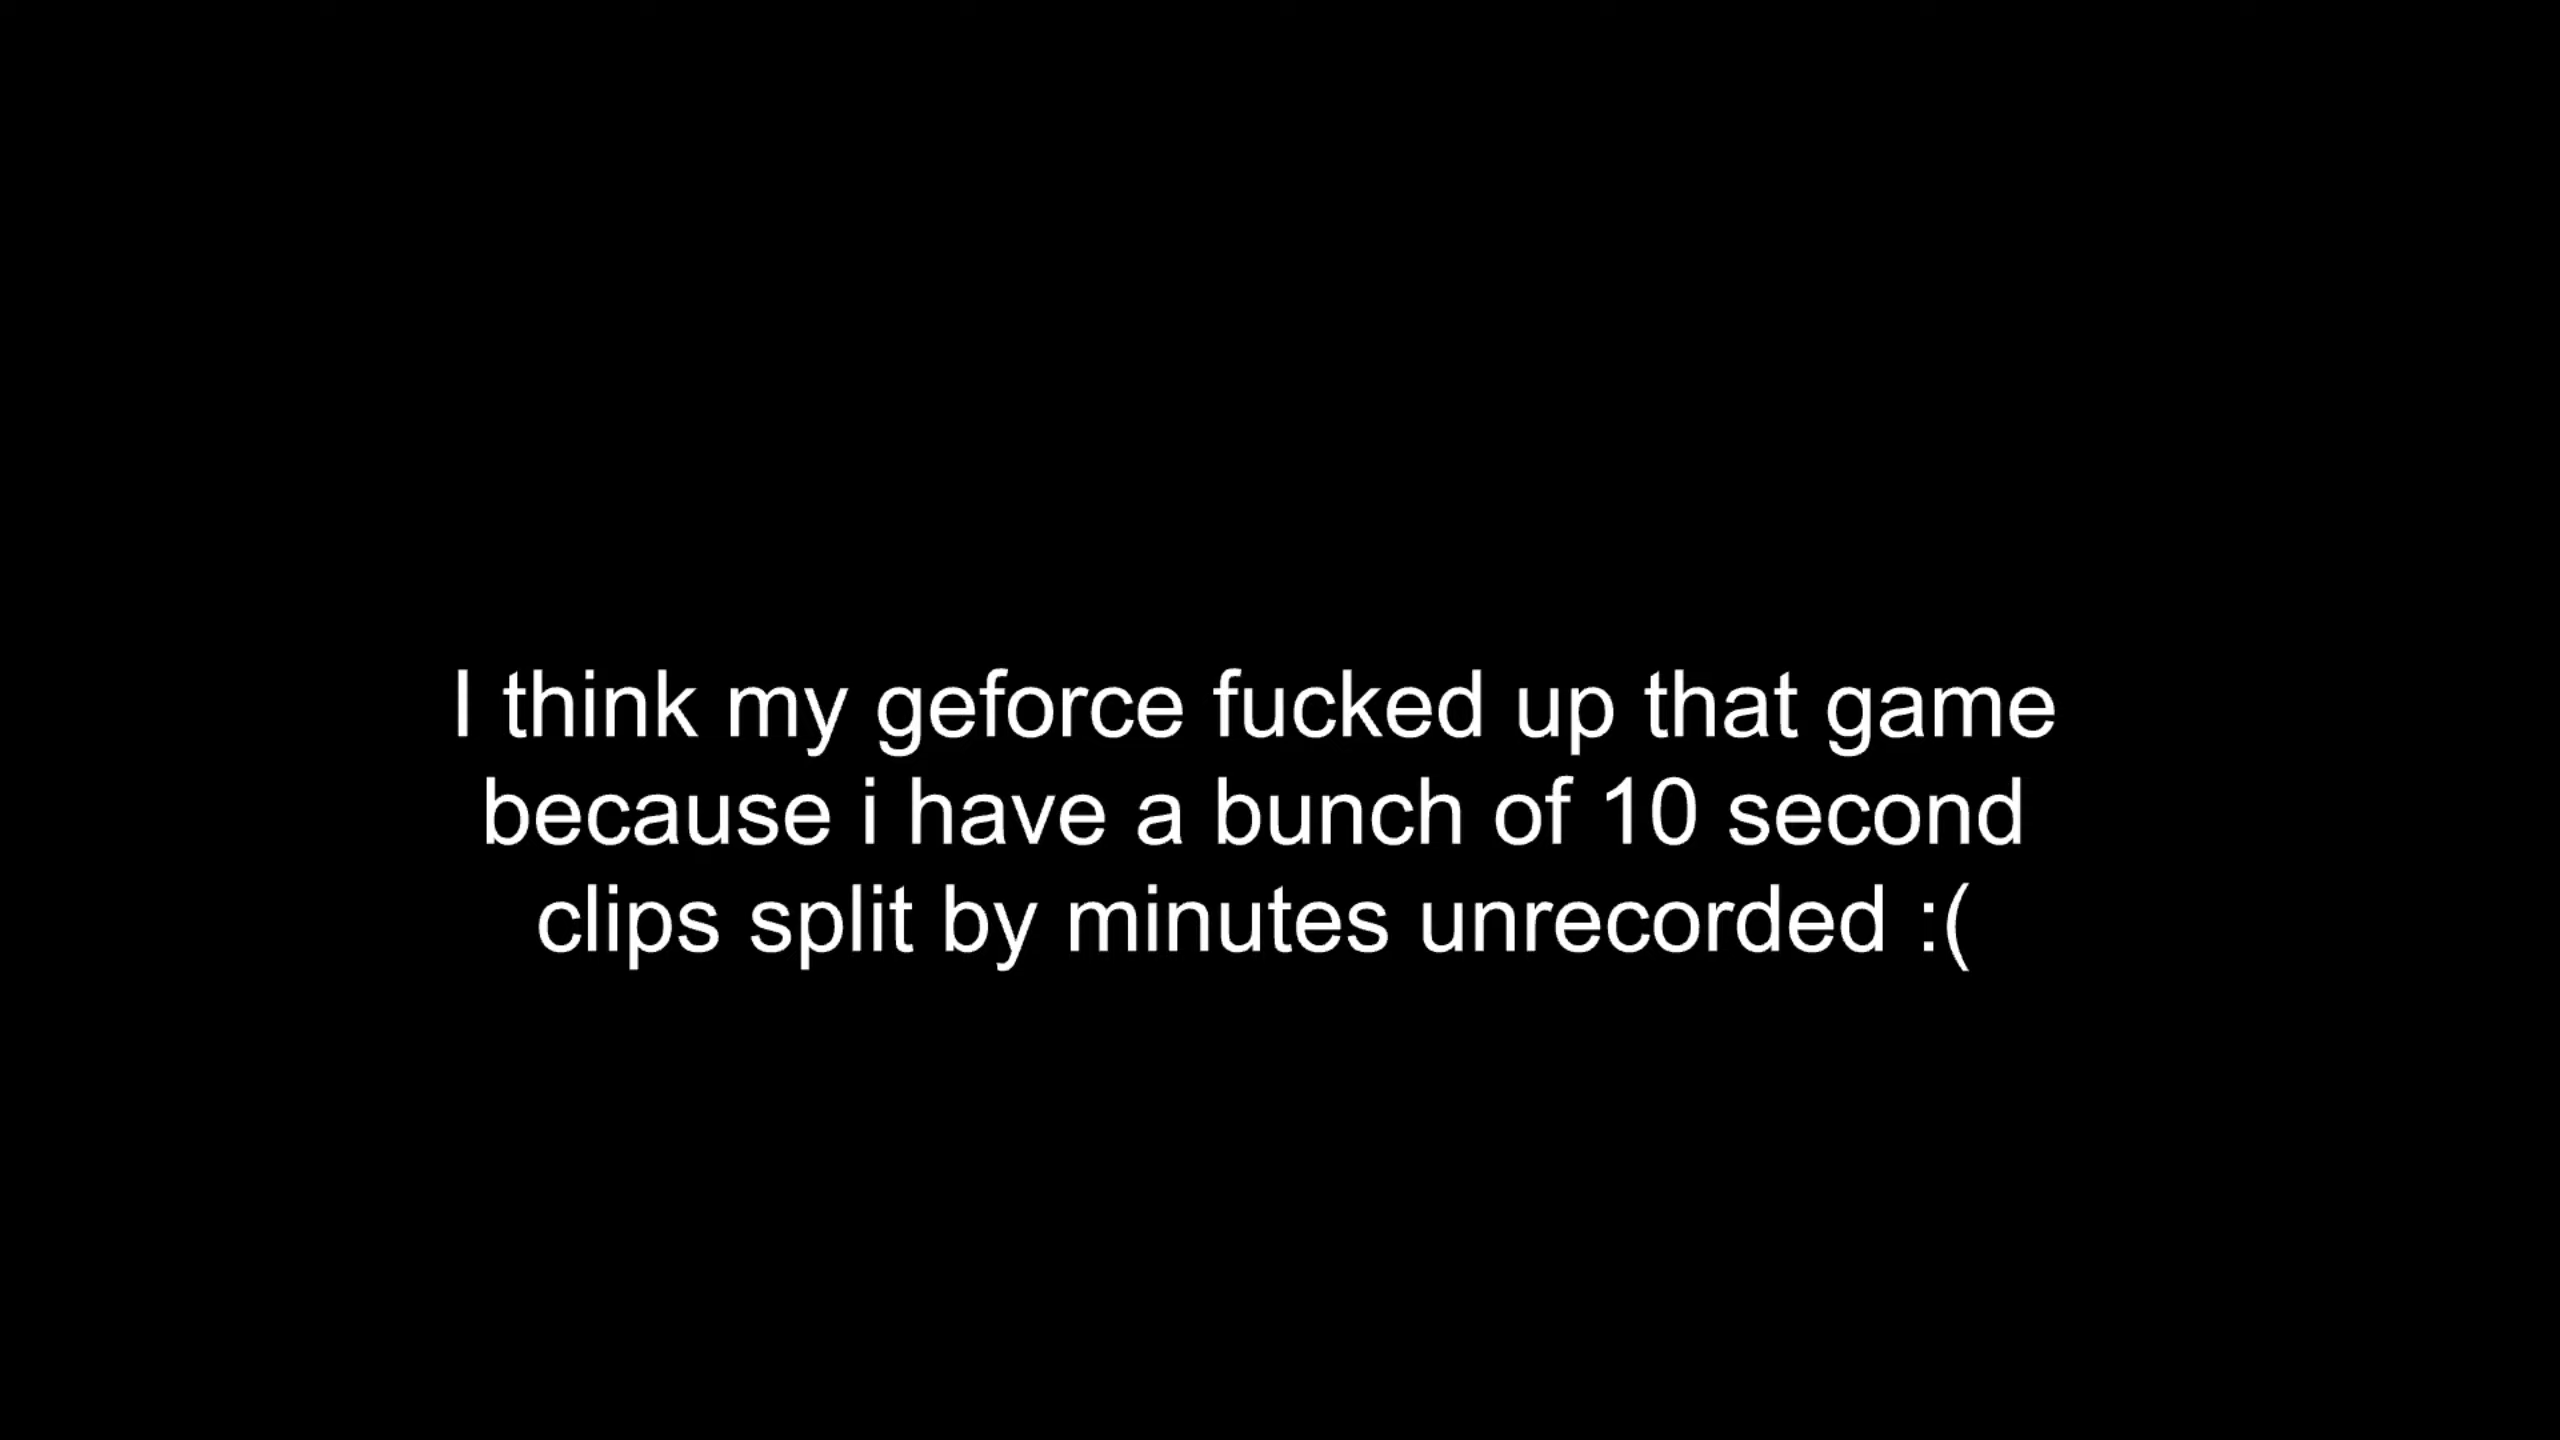 I think my geforce fucked up that game
because i have a bunch of 10 second
clips split by minutes unrecorded :(